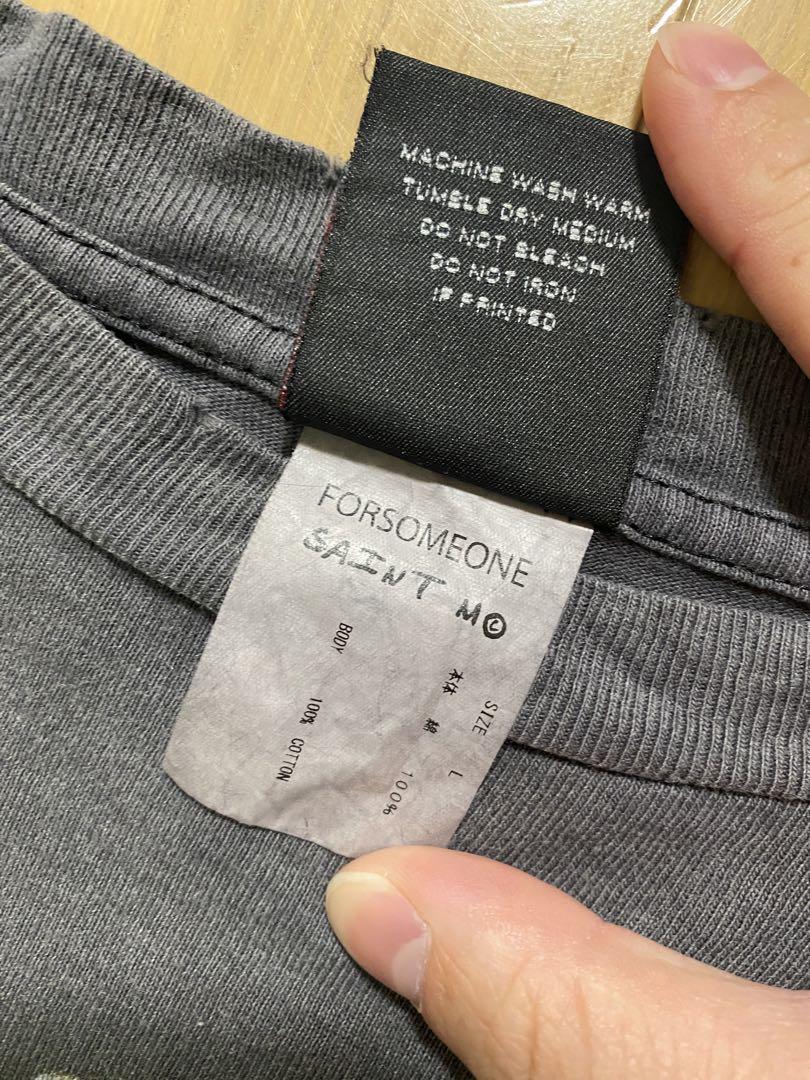 MACHINE WASH WARM
TUMBLE DRY MEDIUM
DO NOT BLEACH
DO NOT IRON
IF PRINTED
FORSOMEONE
SAINT M©
SIZE L
本体 綿 100%
BODY 100% COTTON